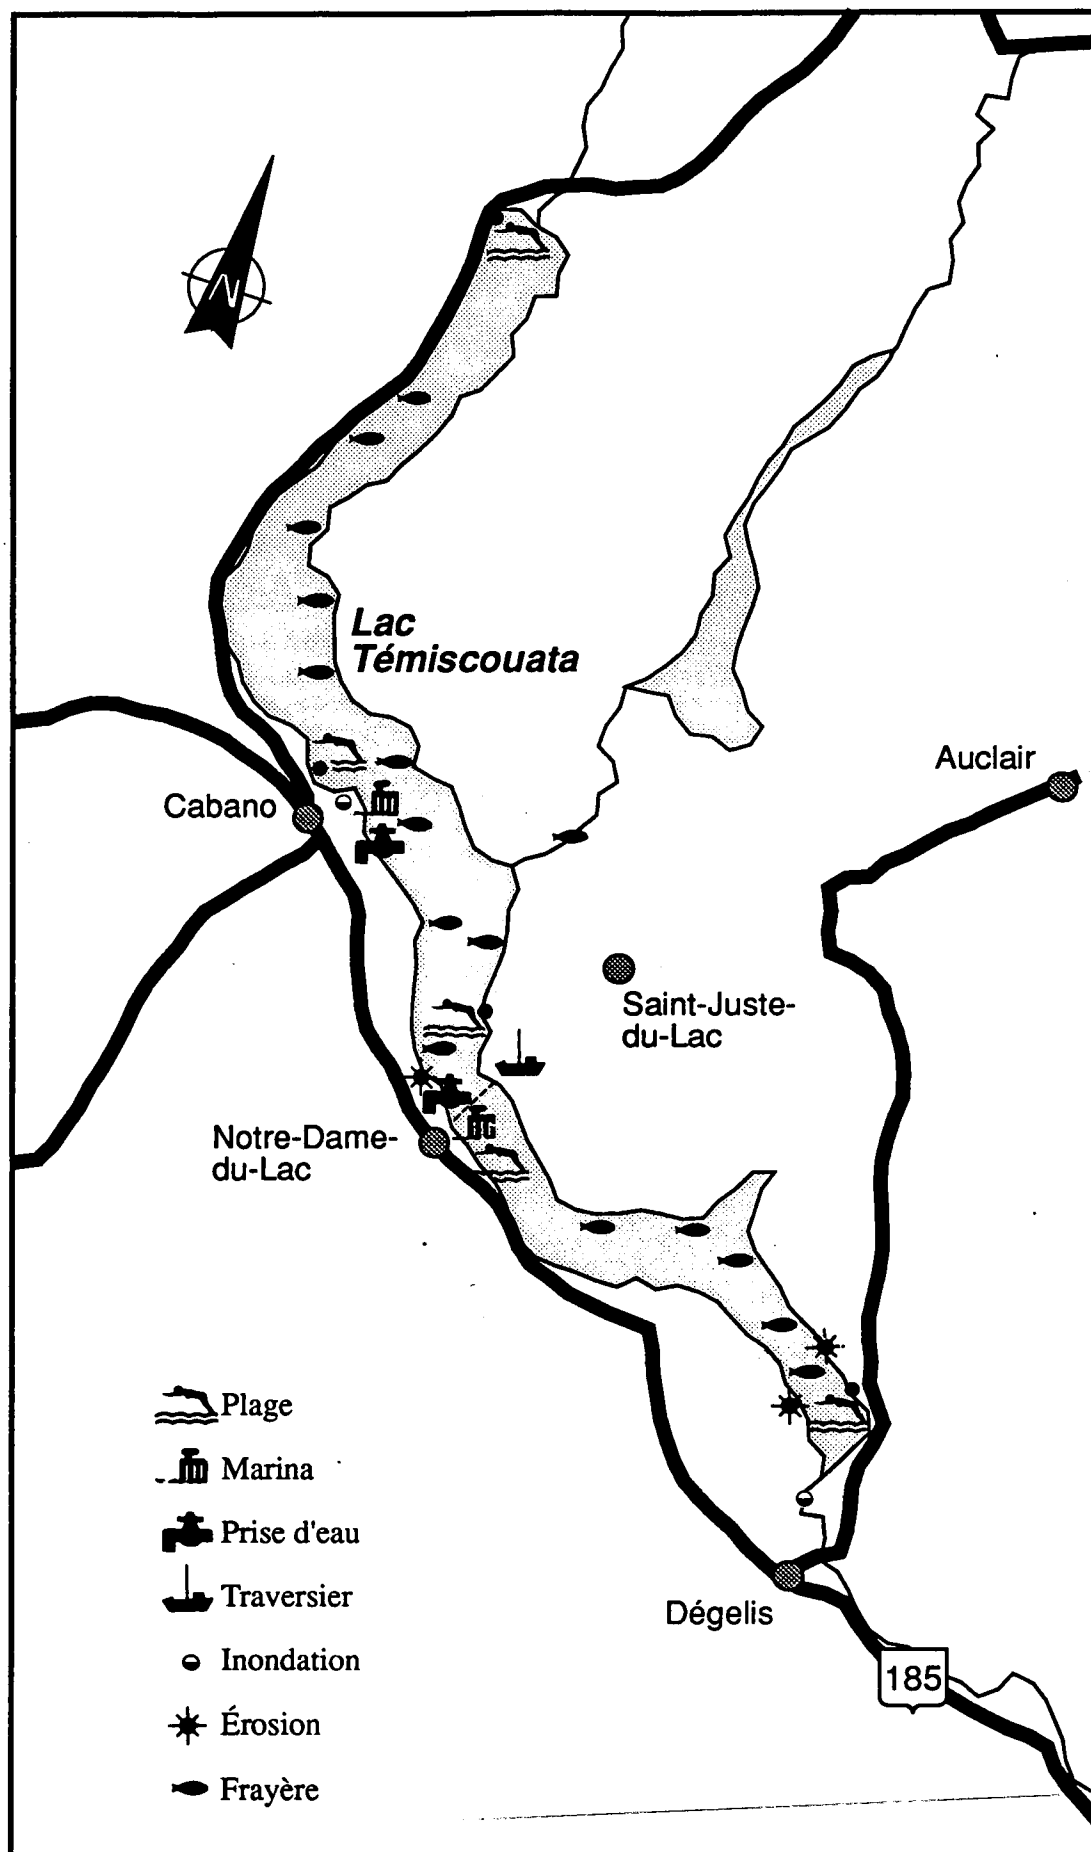 N
Lac
Témiscouata
Auclair
Cabano
Saint-Juste-
du-Lac
Notre-Dame-
du-Lac
Plage
Marina
Prise d'eau
Traversier
Inondation
Érosion
Frayère
Dégelis
185